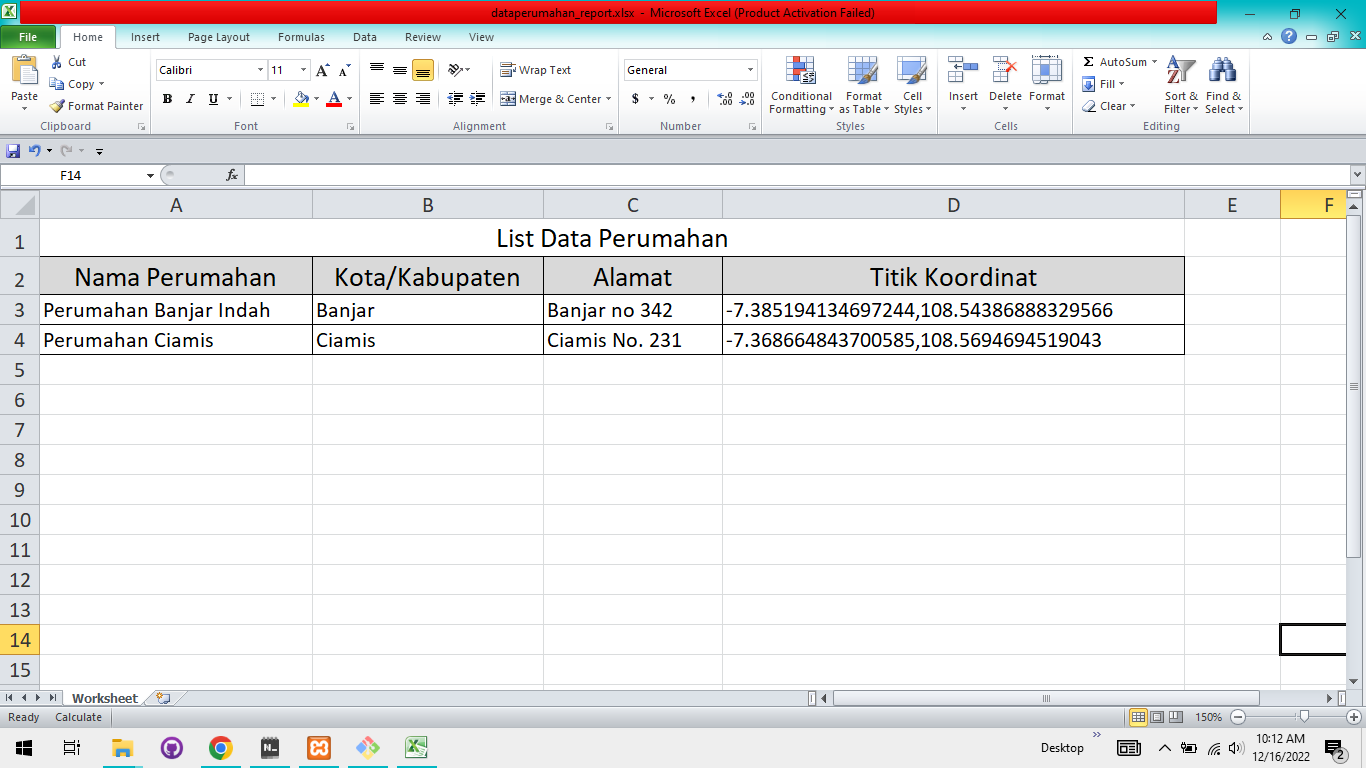 dataperumahan_report.xlsx - Microsoft Excel (Product Activation Failed)
File Home Insert Page Layout Formulas Data Review View
Paste
Cut
Copy
Format Painter
Clipboard
Calibri 11
B I U
Font
Wrap Text
Merge & Center
Alignment
General
$ % ,
Number
Conditional Formatting
Format as Table
Cell Styles
Styles
Insert Delete Format
Cells
Σ AutoSum
Fill
Clear
Sort & Filter
Find & Select
Editing
F14 fx
A B C D E F
1 List Data Perumahan
2 Nama Perumahan Kota/Kabupaten Alamat Titik Koordinat
3 Perumahan Banjar Indah Banjar Banjar no 342 -7.385194134697244,108.54386888329566
4 Perumahan Ciamis Ciamis Ciamis No. 231 -7.368664843700585,108.5694694519043
5
6
7
8
9
10
11
12
13
14
15
Worksheet
Ready Calculate 150%
Desktop
10:12 AM
12/16/2022
2